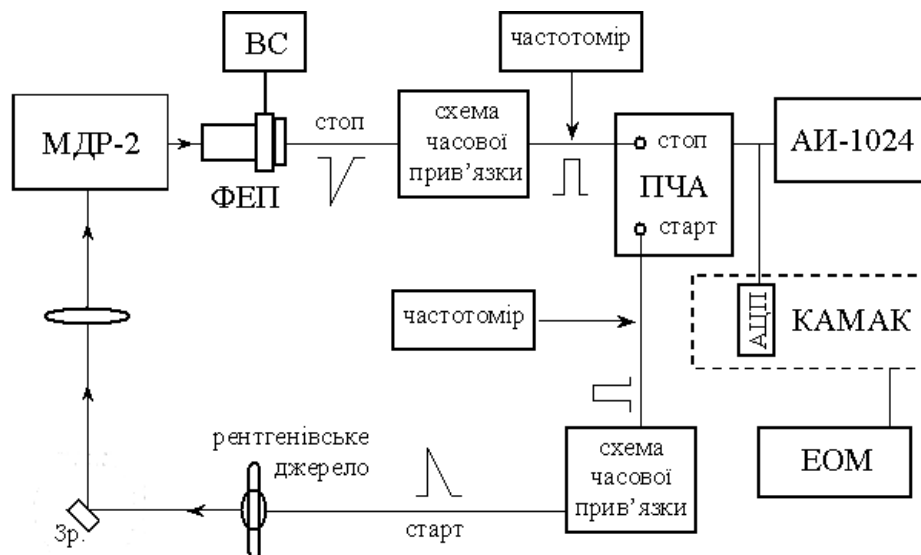 ВС
частотомір
МДР-2
ФЕП
стоп
схема
часової
прив’язки
стоп
ПЧА
старт
АИ-1024
частотомір
АЦП
КАМАК
рентгенівське
джерело
Зр.
старт
схема
часової
прив’язки
ЕОМ